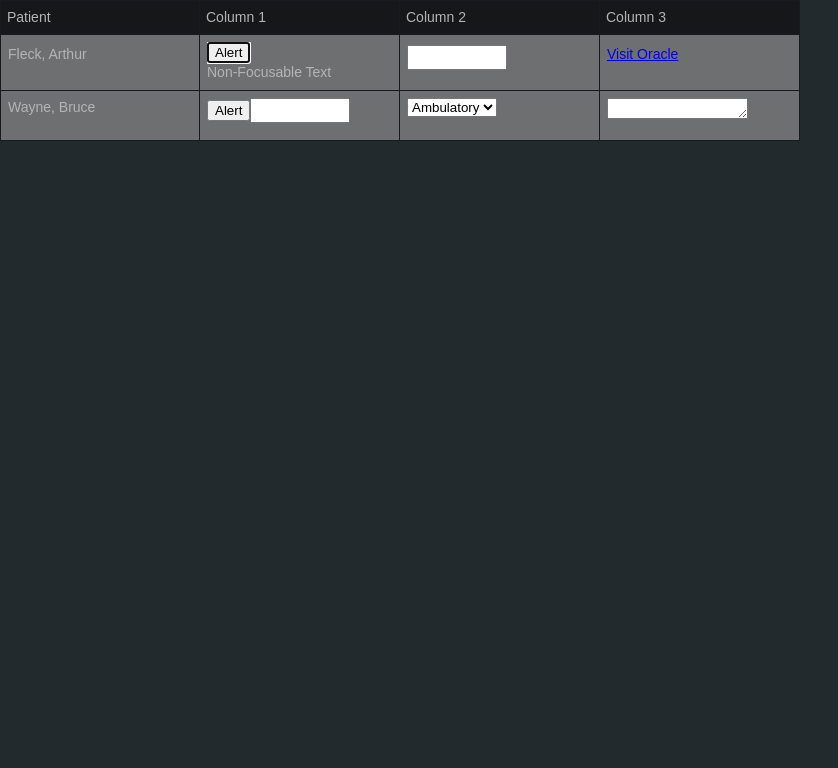 Patient Column 1 Column 2 Column 3
Fleck, Arthur Alert Visit Oracle
Non-Focusable Text
Wayne, Bruce Alert Ambulatory